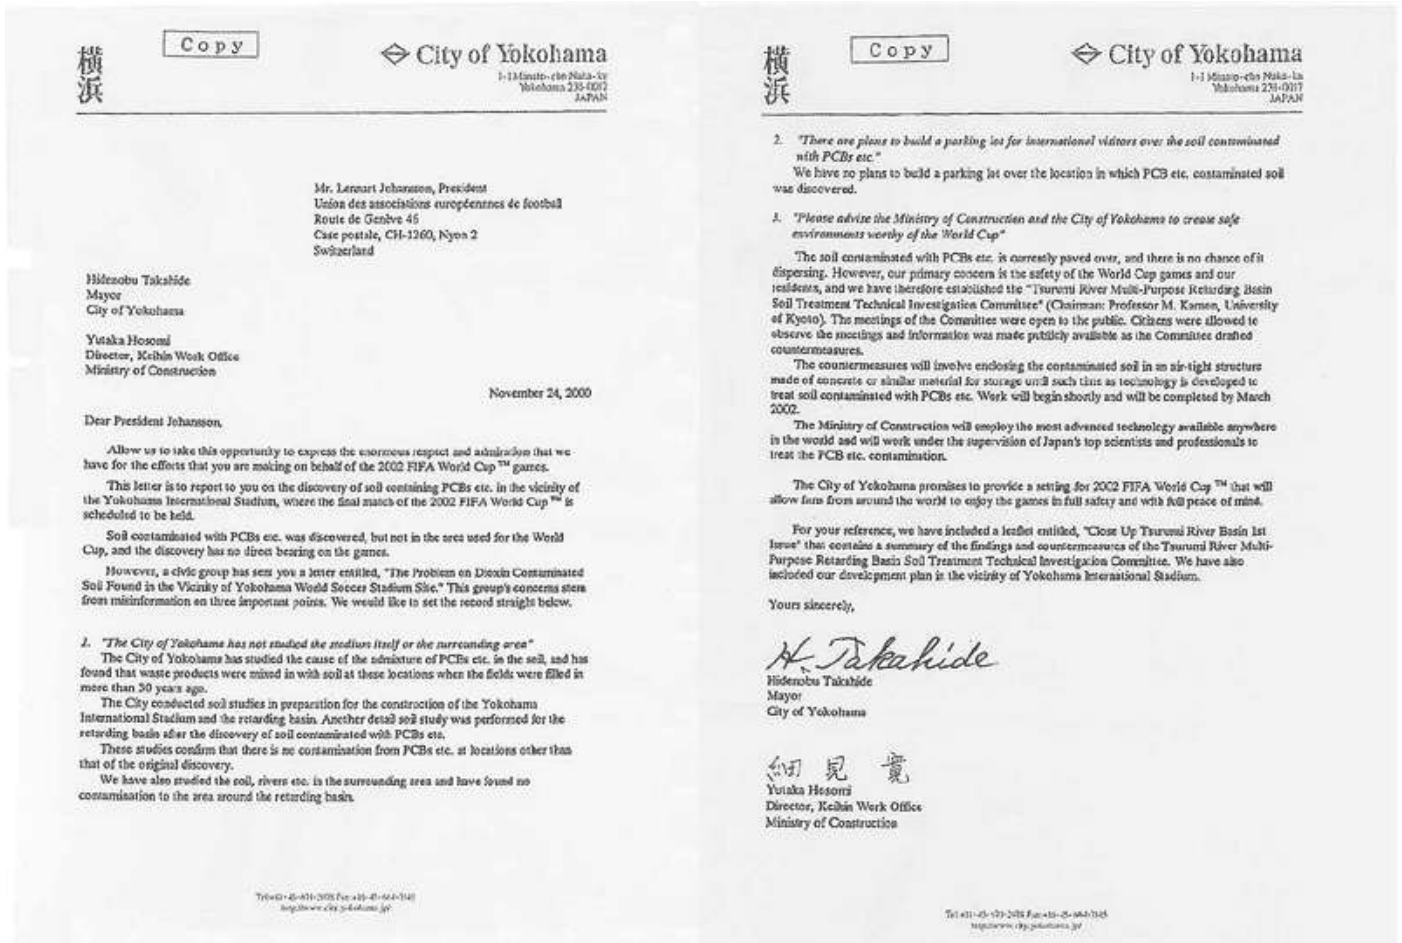 横浜
Copy
City of Yokohama
JAPAN
Mr. Lennart Johansson, President
Union des associations européennes de football
Route de Genève 46
Case postale, CH-1260, Nyon 2
Switzerland
Hidenobu Takahide
Mayor
City of Yokohama
Yutaka Hosomi
Director, Keihin Work Office
Ministry of Construction
November 24, 2000
Dear President Johansson,
Allow us to take this opportunity to express the enormous respect and admiration that we
have for the efforts that you are making on behalf of the 2002 FIFA World Cup ™ games.
This letter is to report to you on the discovery of soil containing PCBs etc. in the vicinity of
the Yokohama International Stadium, where the final match of the 2002 FIFA World Cup ™ is
scheduled to be held.
Soil contaminated with PCBs etc. was discovered, but not in the area used for the World
Cup, and the discovery has no direct bearing on the games.
However, a civic group has sent you a letter entitled, "The Problem on Dioxin Contaminated
Soil Found in the Vicinity of Yokohama World Soccer Stadium Site." This group's concerns stem
from misinformation on three important points. We would like to set the record straight below.
1. "The City of Yokohama has not studied the stadium itself or the surrounding area"
The City of Yokohama has studied the cause of the admixture of PCBs etc. in the soil, and has
found that waste products were mixed in with soil at these locations when the fields were filled in
more than 30 years ago.
The City conducted soil studies in preparation for the construction of the Yokohama
International Stadium and the retarding basin. Another detail soil study was performed for the
retarding basin after the discovery of soil contaminated with PCBs etc.
These studies confirm that there is no contamination from PCBs etc. at locations other than
that of the original discovery.
We have also studied the soil, rivers etc. in the surrounding area and have found no
contamination to the area around the retarding basin.
横浜
Copy
City of Yokohama
JAPAN
2. "There are plans to build a parking lot for international visitors over the soil contaminated
with PCBs etc."
We have no plans to build a parking lot over the location in which PCB etc. contaminated soil
was discovered.
3. "Please advise the Ministry of Construction and the City of Yokohama to create safe
environments worthy of the World Cup"
The soil contaminated with PCBs etc. is currently paved over, and there is no chance of it
dispersing. However, our primary concern is the safety of the World Cup games and our
residents, and we have therefore established the "Tsurumi River Multi-Purpose Retarding Basin
Soil Treatment Technical Investigation Committee" (Chairman: Professor M. Kamon, University
of Kyoto). The meetings of the Committee were open to the public. Citizens were allowed to
observe the meetings and information was made publicly available as the Committee drafted
countermeasures.
The countermeasures will involve enclosing the contaminated soil in an air-tight structure
made of concrete or similar material for storage until such time as technology is developed to
treat soil contaminated with PCBs etc. Work will begin shortly and will be completed by March
2002.
The Ministry of Construction will employ the most advanced technology available anywhere
in the world and will work under the supervision of Japan's top scientists and professionals to
treat the PCB etc. contamination.
The City of Yokohama promises to provide a setting for 2002 FIFA World Cup ™ that will
allow fans from around the world to enjoy the games in full safety and with full peace of mind.
For your reference, we have included a leaflet entitled, "Close Up Tsurumi River Basin 1st
Issue" that contains a summary of the findings and countermeasures of the Tsurumi River Multi-
Purpose Retarding Basin Soil Treatment Technical Investigation Committee. We have also
included our development plan in the vicinity of Yokohama International Stadium.
Yours sincerely,
H. Takahide
Hidenobu Takahide
Mayor
City of Yokohama
細見 寛
Yutaka Hosomi
Director, Keihin Work Office
Ministry of Construction